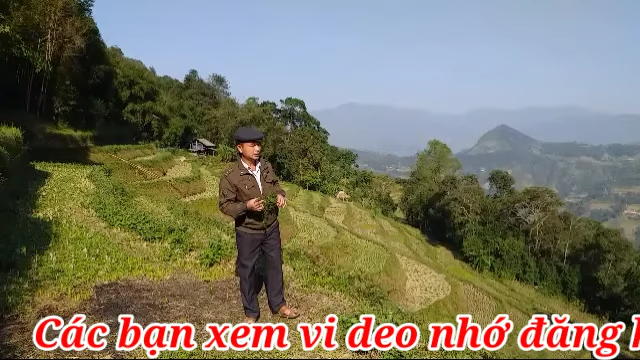 Các bạn xem vi deo nhớ đăng